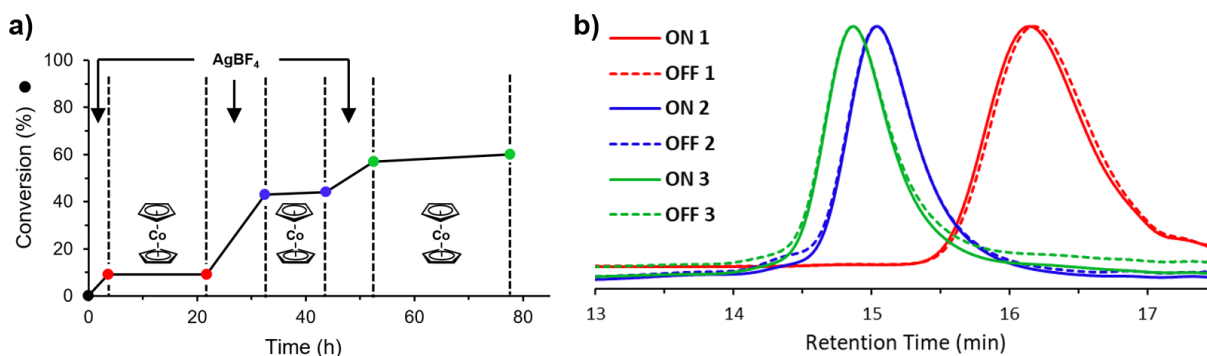 a)
AgBF₄
Conversion (%)
100
80
60
40
20
0
Co
Co
Co
0
20
40
60
80
Time (h)
b)
ON 1
OFF 1
ON 2
OFF 2
ON 3
OFF 3
13
14
15
16
17
Retention Time (min)